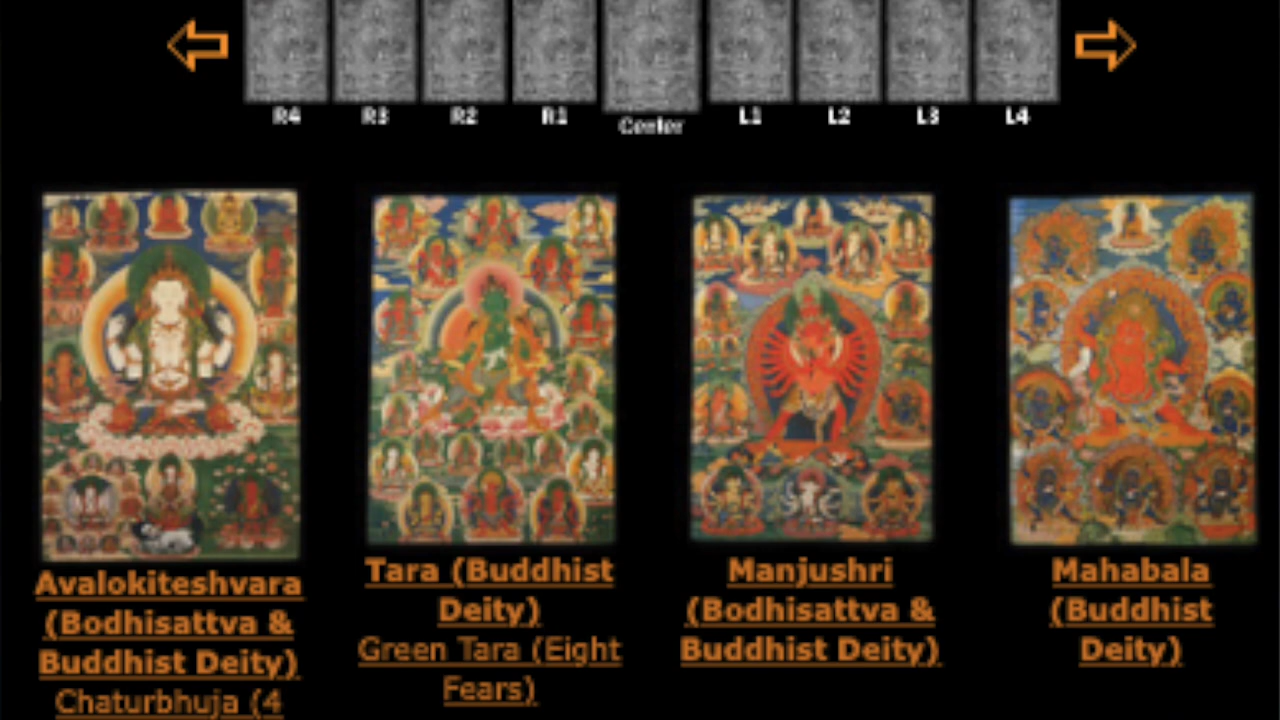 R4 R3 R2 R1 Center L1 L2 L3 L4
Avalokiteshvara
(Bodhisattva &
Buddhist Deity)
Chaturbhuja (4
Tara (Buddhist
Deity)
Green Tara (Eight
Fears)
Manjushri
(Bodhisattva &
Buddhist Deity)
Mahabala
(Buddhist
Deity)